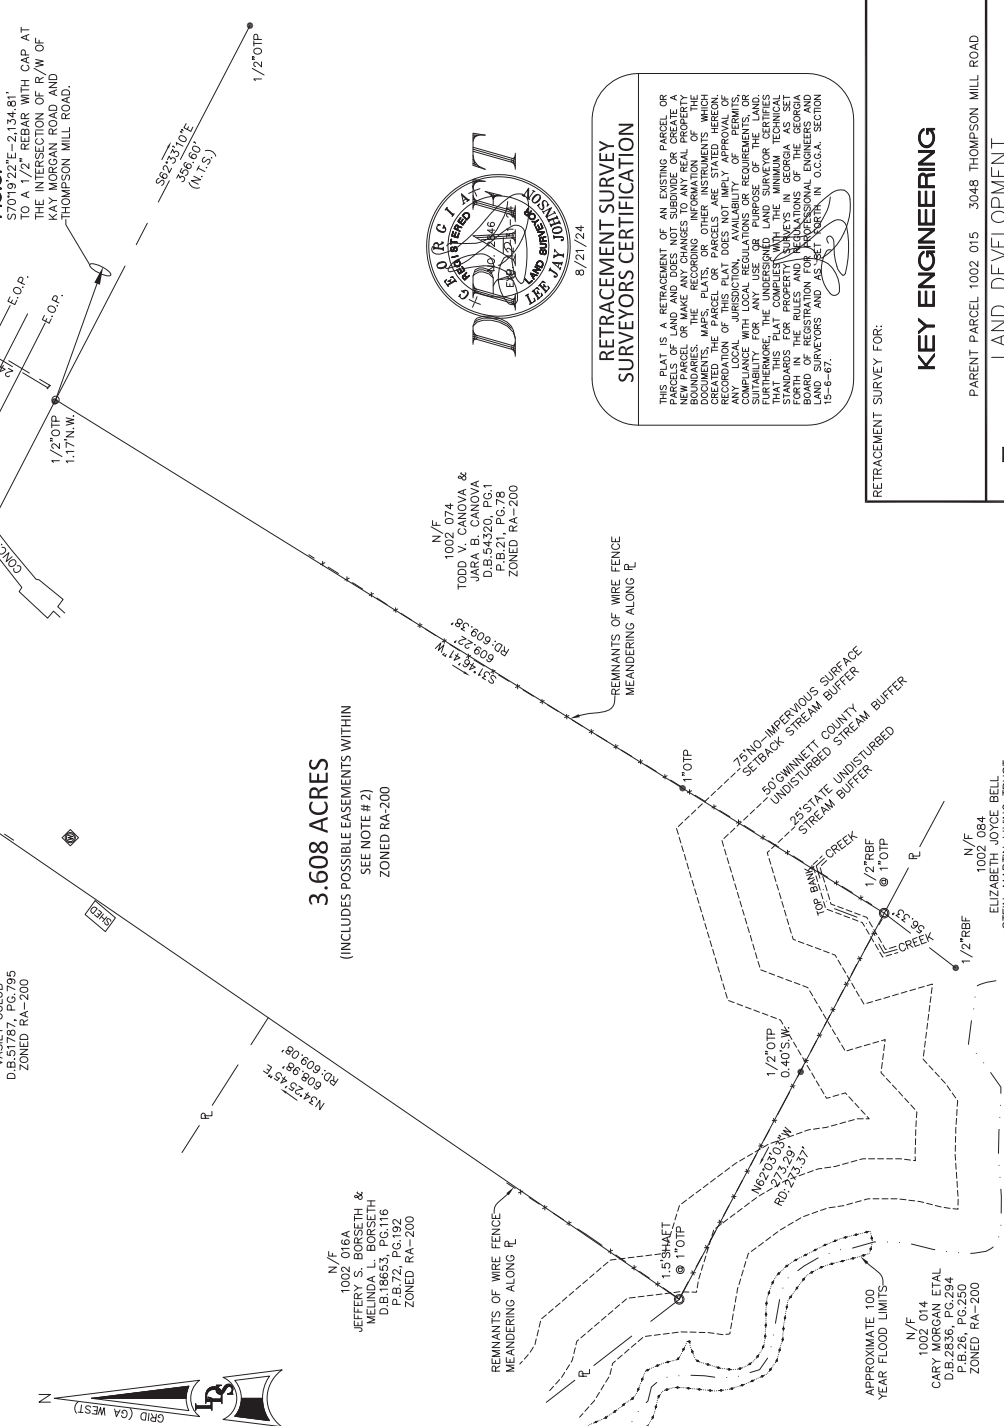 S70°19'22"E-2,134.81'
TO A 1/2" REBAR WITH CAP AT
THE INTERSECTION OF R/W OF
KAY MORGAN ROAD AND
THOMPSON MILL ROAD.
S62°33'10"E
356.60'
(N.T.S.)
1/2"OTP
E.O.P.
E.O.P.
1/2"OTP
1.17'N.W.
CONC.
GEORGIA
REGISTERED
LAND SURVEYOR
LEE JAY JOHNSON
DRAFT
8/21/24
RETRACEMENT SURVEY
SURVEYORS CERTIFICATION
THIS PLAT IS A RETRACEMENT OF AN EXISTING PARCEL OR
PARCELS OF LAND AND DOES NOT SUBDIVIDE OR CREATE A
NEW PARCEL OR MAKE ANY CHANGES TO ANY REAL PROPERTY
BOUNDARIES. THE RECORDING INFORMATION OF THE
DOCUMENTS, MAPS, PLATS, OR OTHER INSTRUMENTS WHICH
CREATED THE PARCEL OR PARCELS ARE STATED HEREON.
RECORDATION OF THIS PLAT DOES NOT IMPLY APPROVAL OF
ANY LOCAL JURISDICTION, AVAILABILITY OF PERMITS,
COMPLIANCE WITH LOCAL REGULATIONS OR REQUIREMENTS, OR
SUITABILITY FOR ANY USE OR PURPOSE OF THE LAND.
FURTHERMORE, THE UNDERSIGNED LAND SURVEYOR CERTIFIES
THAT THIS PLAT COMPLIES WITH THE MINIMUM TECHNICAL
STANDARDS FOR PROPERTY SURVEYS IN GEORGIA AS SET
FORTH IN THE RULES AND REGULATIONS OF THE GEORGIA
BOARD OF REGISTRATION FOR PROFESSIONAL ENGINEERS AND
LAND SURVEYORS AND AS SET FORTH IN O.C.G.A. SECTION
15-6-67.
RETRACEMENT SURVEY FOR:
KEY ENGINEERING
PARENT PARCEL 1002 015 3048 THOMPSON MILL ROAD
LAND DEVELOPMENT
N/F
1002 074
TODD V. CANOVA &
JARA B. CANOVA
D.B.54320, PG.1
P.B.21, PG.78
ZONED RA-200
S31°46'41"W
609.22'
RD:609.38'
REMNANTS OF WIRE FENCE
MEANDERING ALONG PL
3.608 ACRES
(INCLUDES POSSIBLE EASEMENTS WITHIN
SEE NOTE # 2)
ZONED RA-200
W
SHED
D.B.51787, PG.795
ZONED RA-200
PL
N34°25'45"E
608.98'
RD:609.08'
1"OTP
75'NO-IMPERVIOUS SURFACE
SETBACK STREAM BUFFER
50'GWINNETT COUNTY
UNDISTURBED STREAM BUFFER
25'STATE UNDISTURBED
STREAM BUFFER
CREEK
TOP BANK
1/2"RBF
@ 1"OTP
PL
56.33'
CREEK
1/2"RBF
N/F
1002 084
ELIZABETH JOYCE BELL
1/2"OTP
0.40'S.W.
N62°03'03"W
273.29'
RD:273.37'
N/F
1002 016A
JEFFERY S. BORSETH &
MELINDA L. BORSETH
D.B.18653, PG.116
P.B.72, PG.192
ZONED RA-200
REMNANTS OF WIRE FENCE
MEANDERING ALONG PL
1.5"SHAFT
@ 1"OTP
PL
APPROXIMATE 100
YEAR FLOOD LIMITS
N/F
1002 014
CARY MORGAN ETAL
D.B.2836, PG.294
P.B.26, PG.250
ZONED RA-200
N
GRID (GA WEST)
LDS